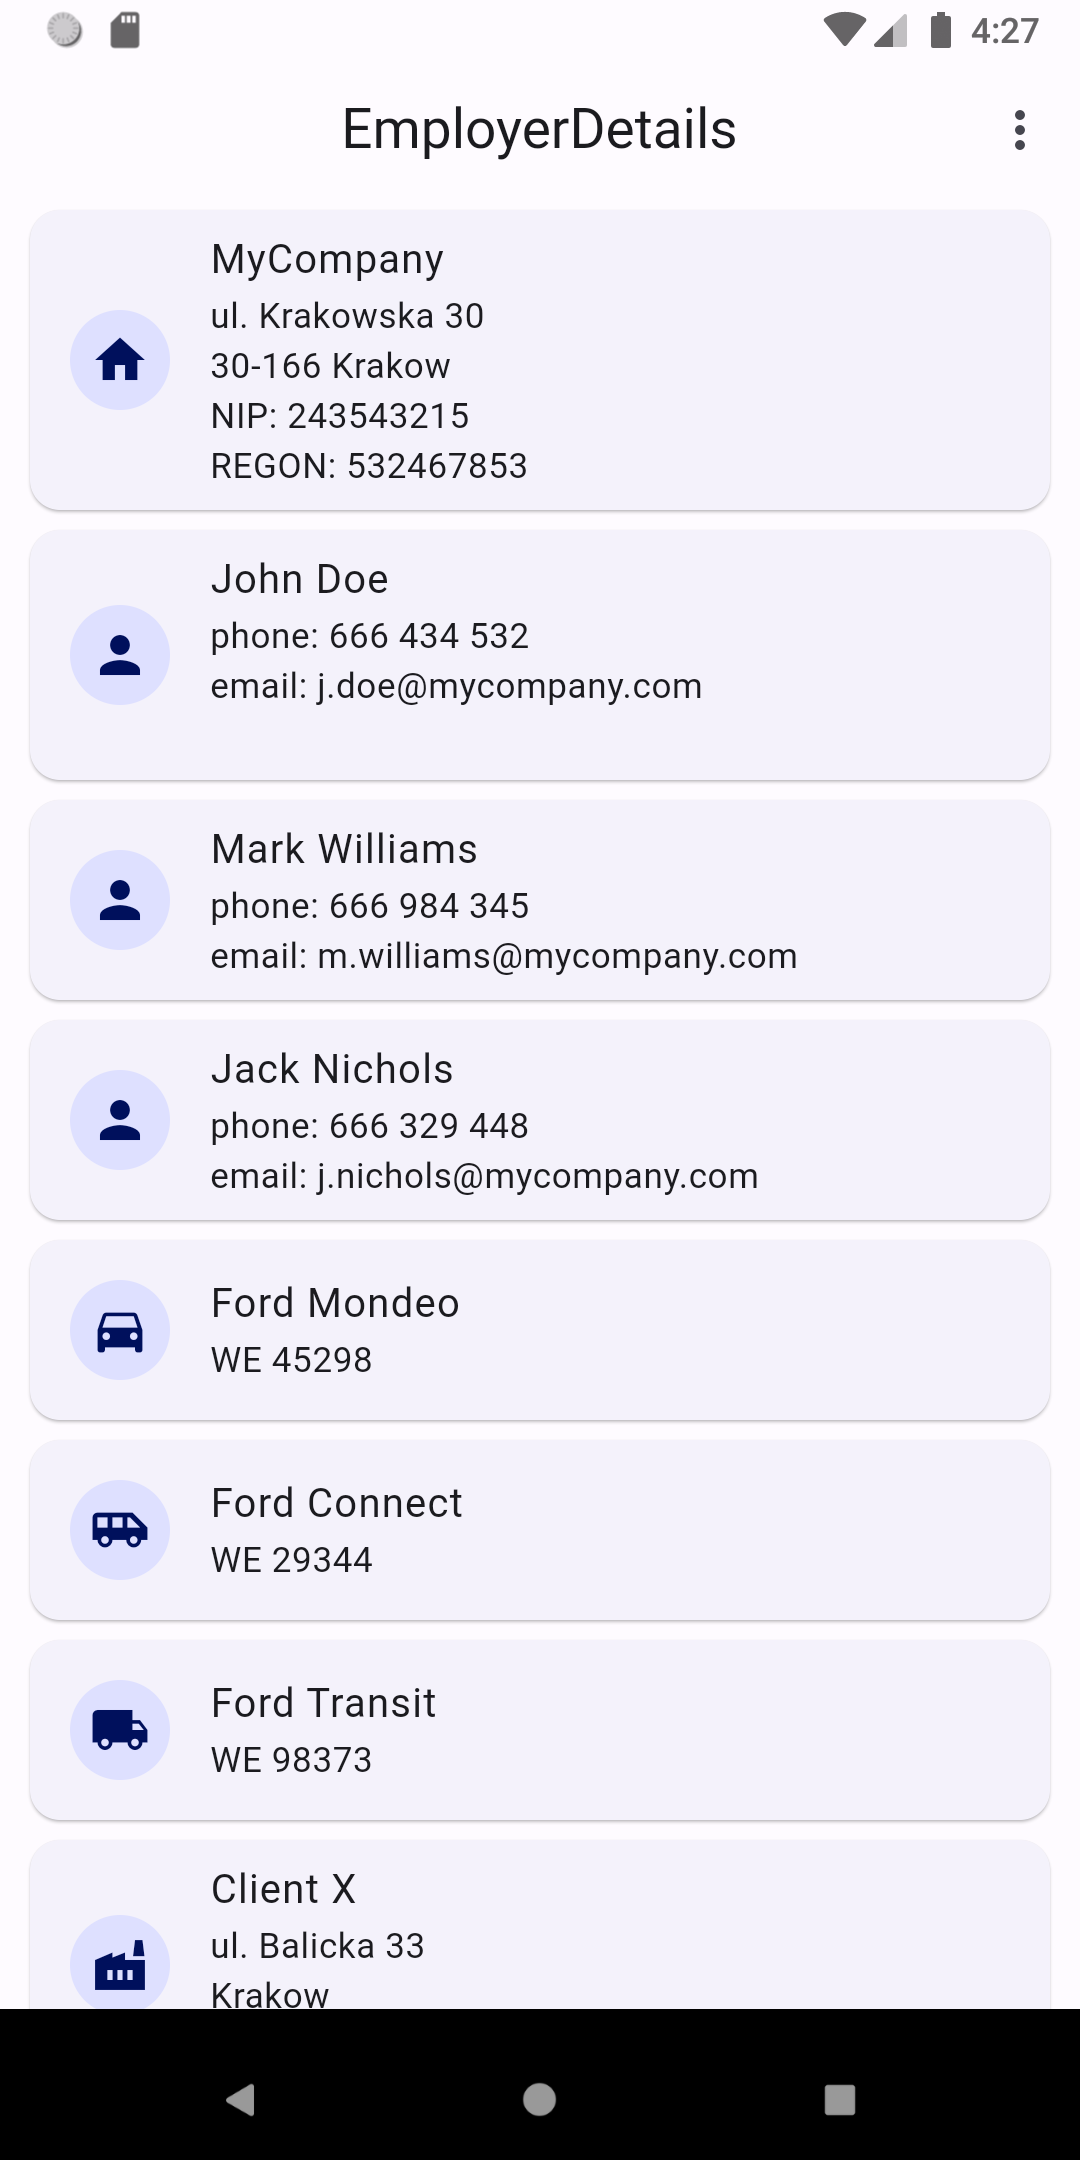 4:27
EmployerDetails
MyCompany
ul. Krakowska 30
30-166 Krakow
NIP: 243543215
REGON: 532467853
John Doe
phone: 666 434 532
email: j.doe@mycompany.com
Mark Williams
phone: 666 984 345
email: m.williams@mycompany.com
Jack Nichols
phone: 666 329 448
email: j.nichols@mycompany.com
Ford Mondeo
WE 45298
Ford Connect
WE 29344
Ford Transit
WE 98373
Client X
ul. Balicka 33
Krakow